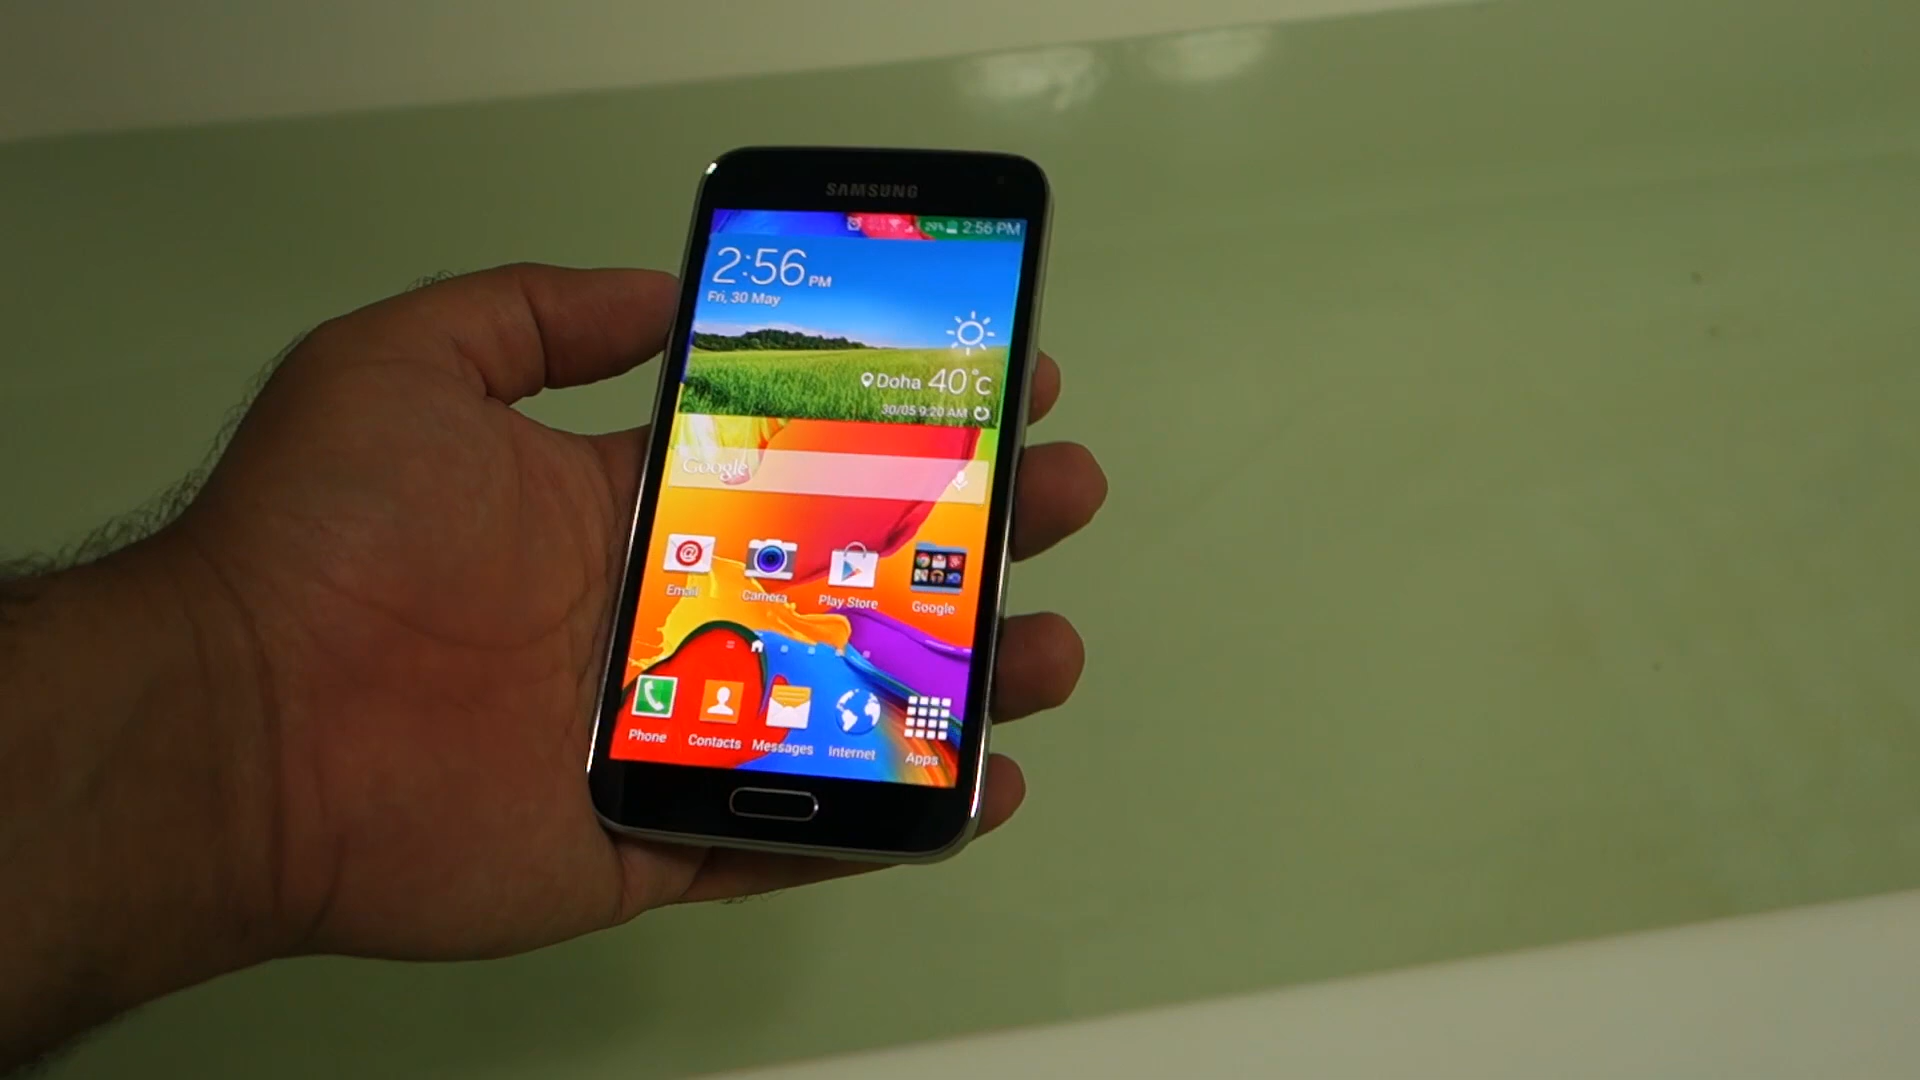 SAMSUNG
29% 2:56 PM
2:56 PM
Fri, 30 May
Doha 40°C
30/05 9:20 AM
Google
Email
Camera
Play Store
Google
Phone
Contacts
Messages
Internet
Apps